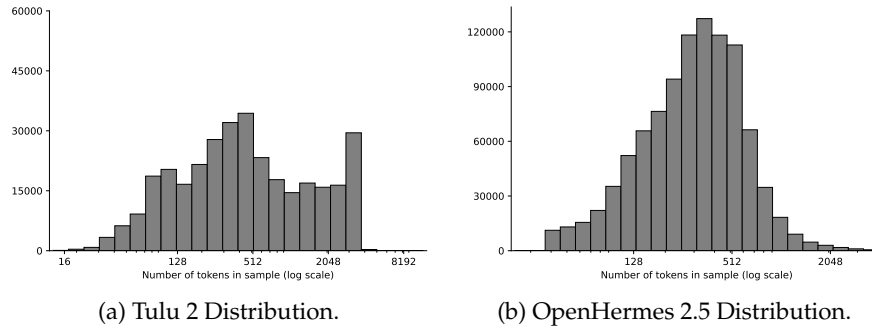 60000
45000
30000
15000
0
16 128 512 2048 8192
Number of tokens in sample (log scale)
(a) Tulu 2 Distribution.
120000
90000
60000
30000
0
128 512 2048
Number of tokens in sample (log scale)
(b) OpenHermes 2.5 Distribution.